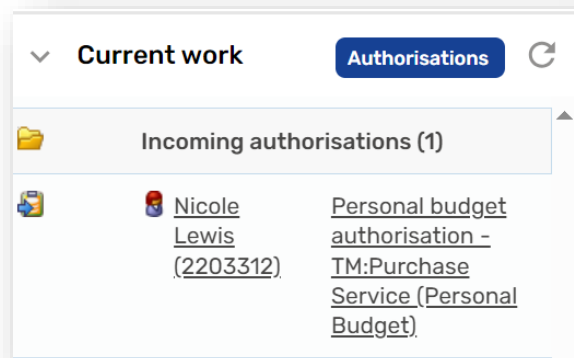 Current work
Authorisations
Incoming authorisations (1)
Nicole
Lewis
(2203312)
Personal budget
authorisation -
TM:Purchase
Service (Personal
Budget)